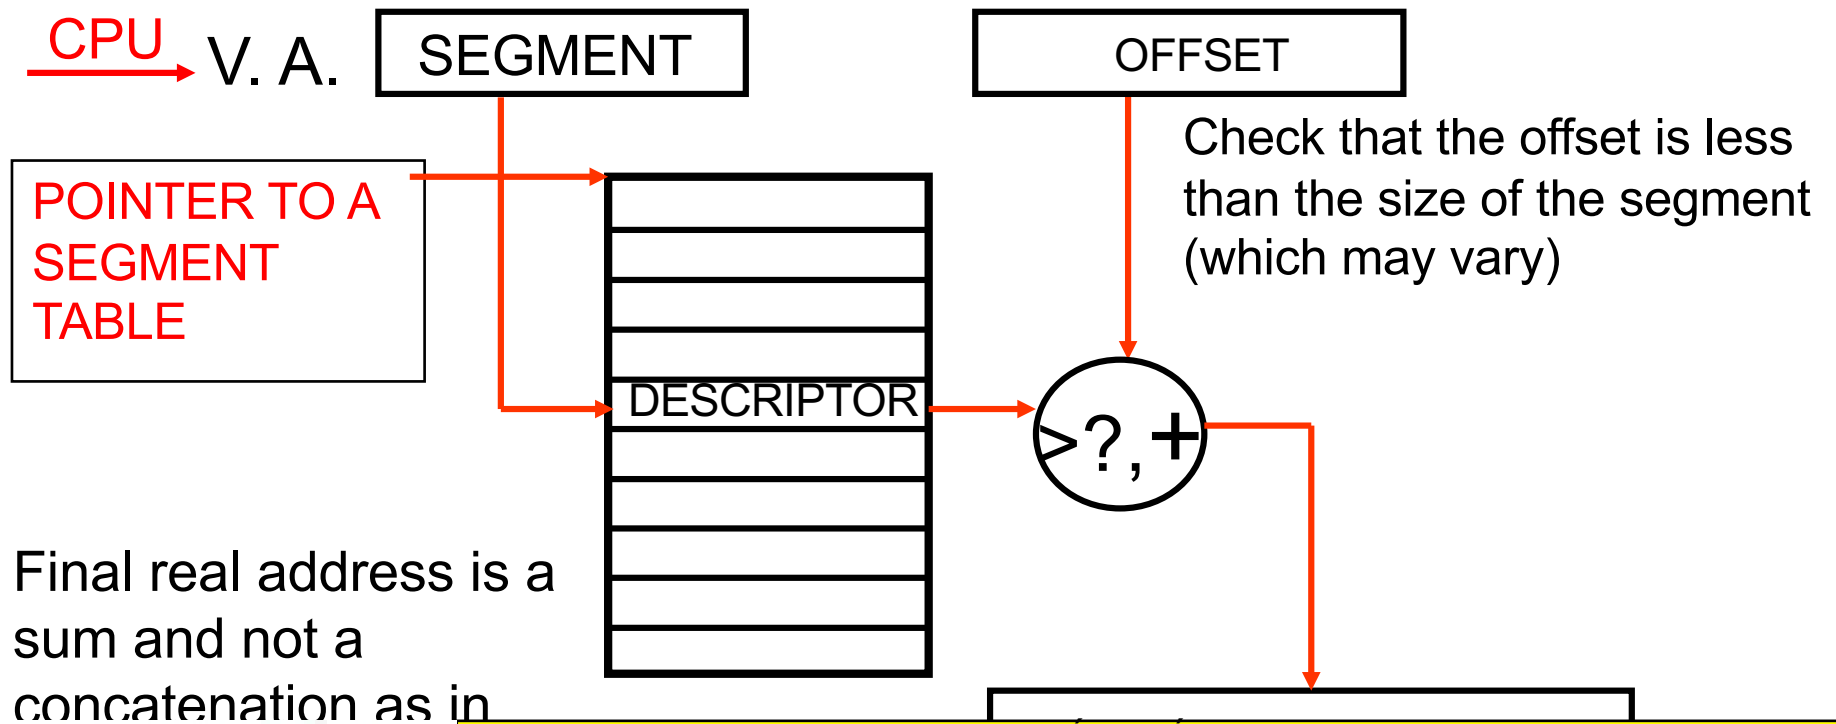 CPU
V. A.
SEGMENT
OFFSET
Check that the offset is less
than the size of the segment
(which may vary)
POINTER TO A
SEGMENT
TABLE
DESCRIPTOR
>?,+
Final real address is a
sum and not a
concatenation as in